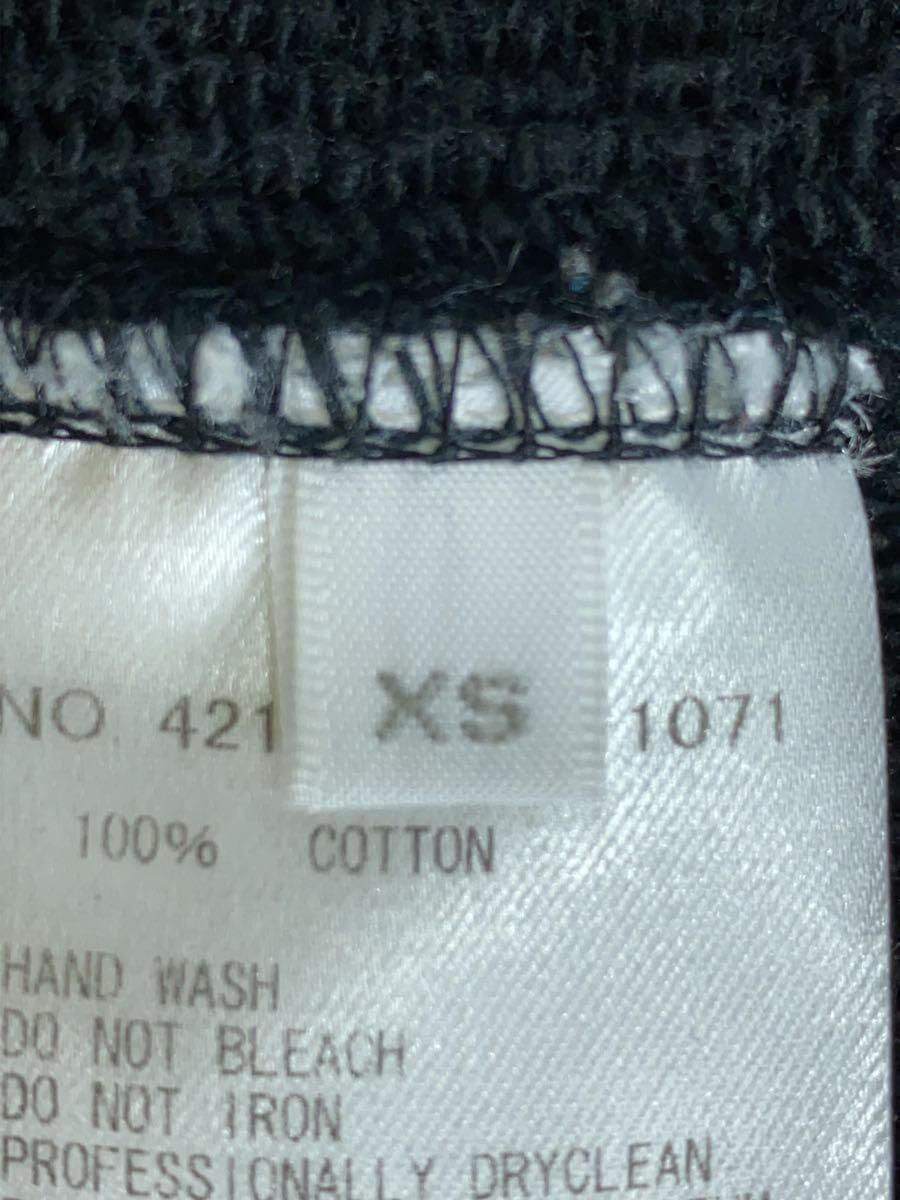 XS
NO. 421 1071
100% COTTON
HAND WASH
DO NOT BLEACH
DO NOT IRON
PROFESSIONALLY DRYCLEAN